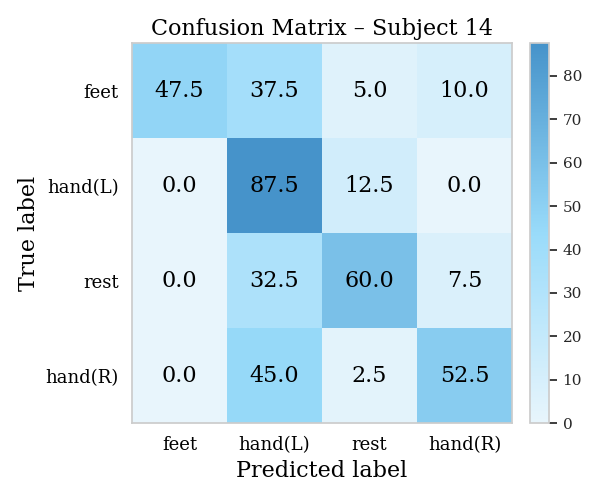 Confusion Matrix – Subject 14
feet 47.5 37.5 5.0 10.0
hand(L) 0.0 87.5 12.5 0.0
rest 0.0 32.5 60.0 7.5
hand(R) 0.0 45.0 2.5 52.5
feet hand(L) rest hand(R)
Predicted label
True label
80
70
60
50
40
30
20
10
0